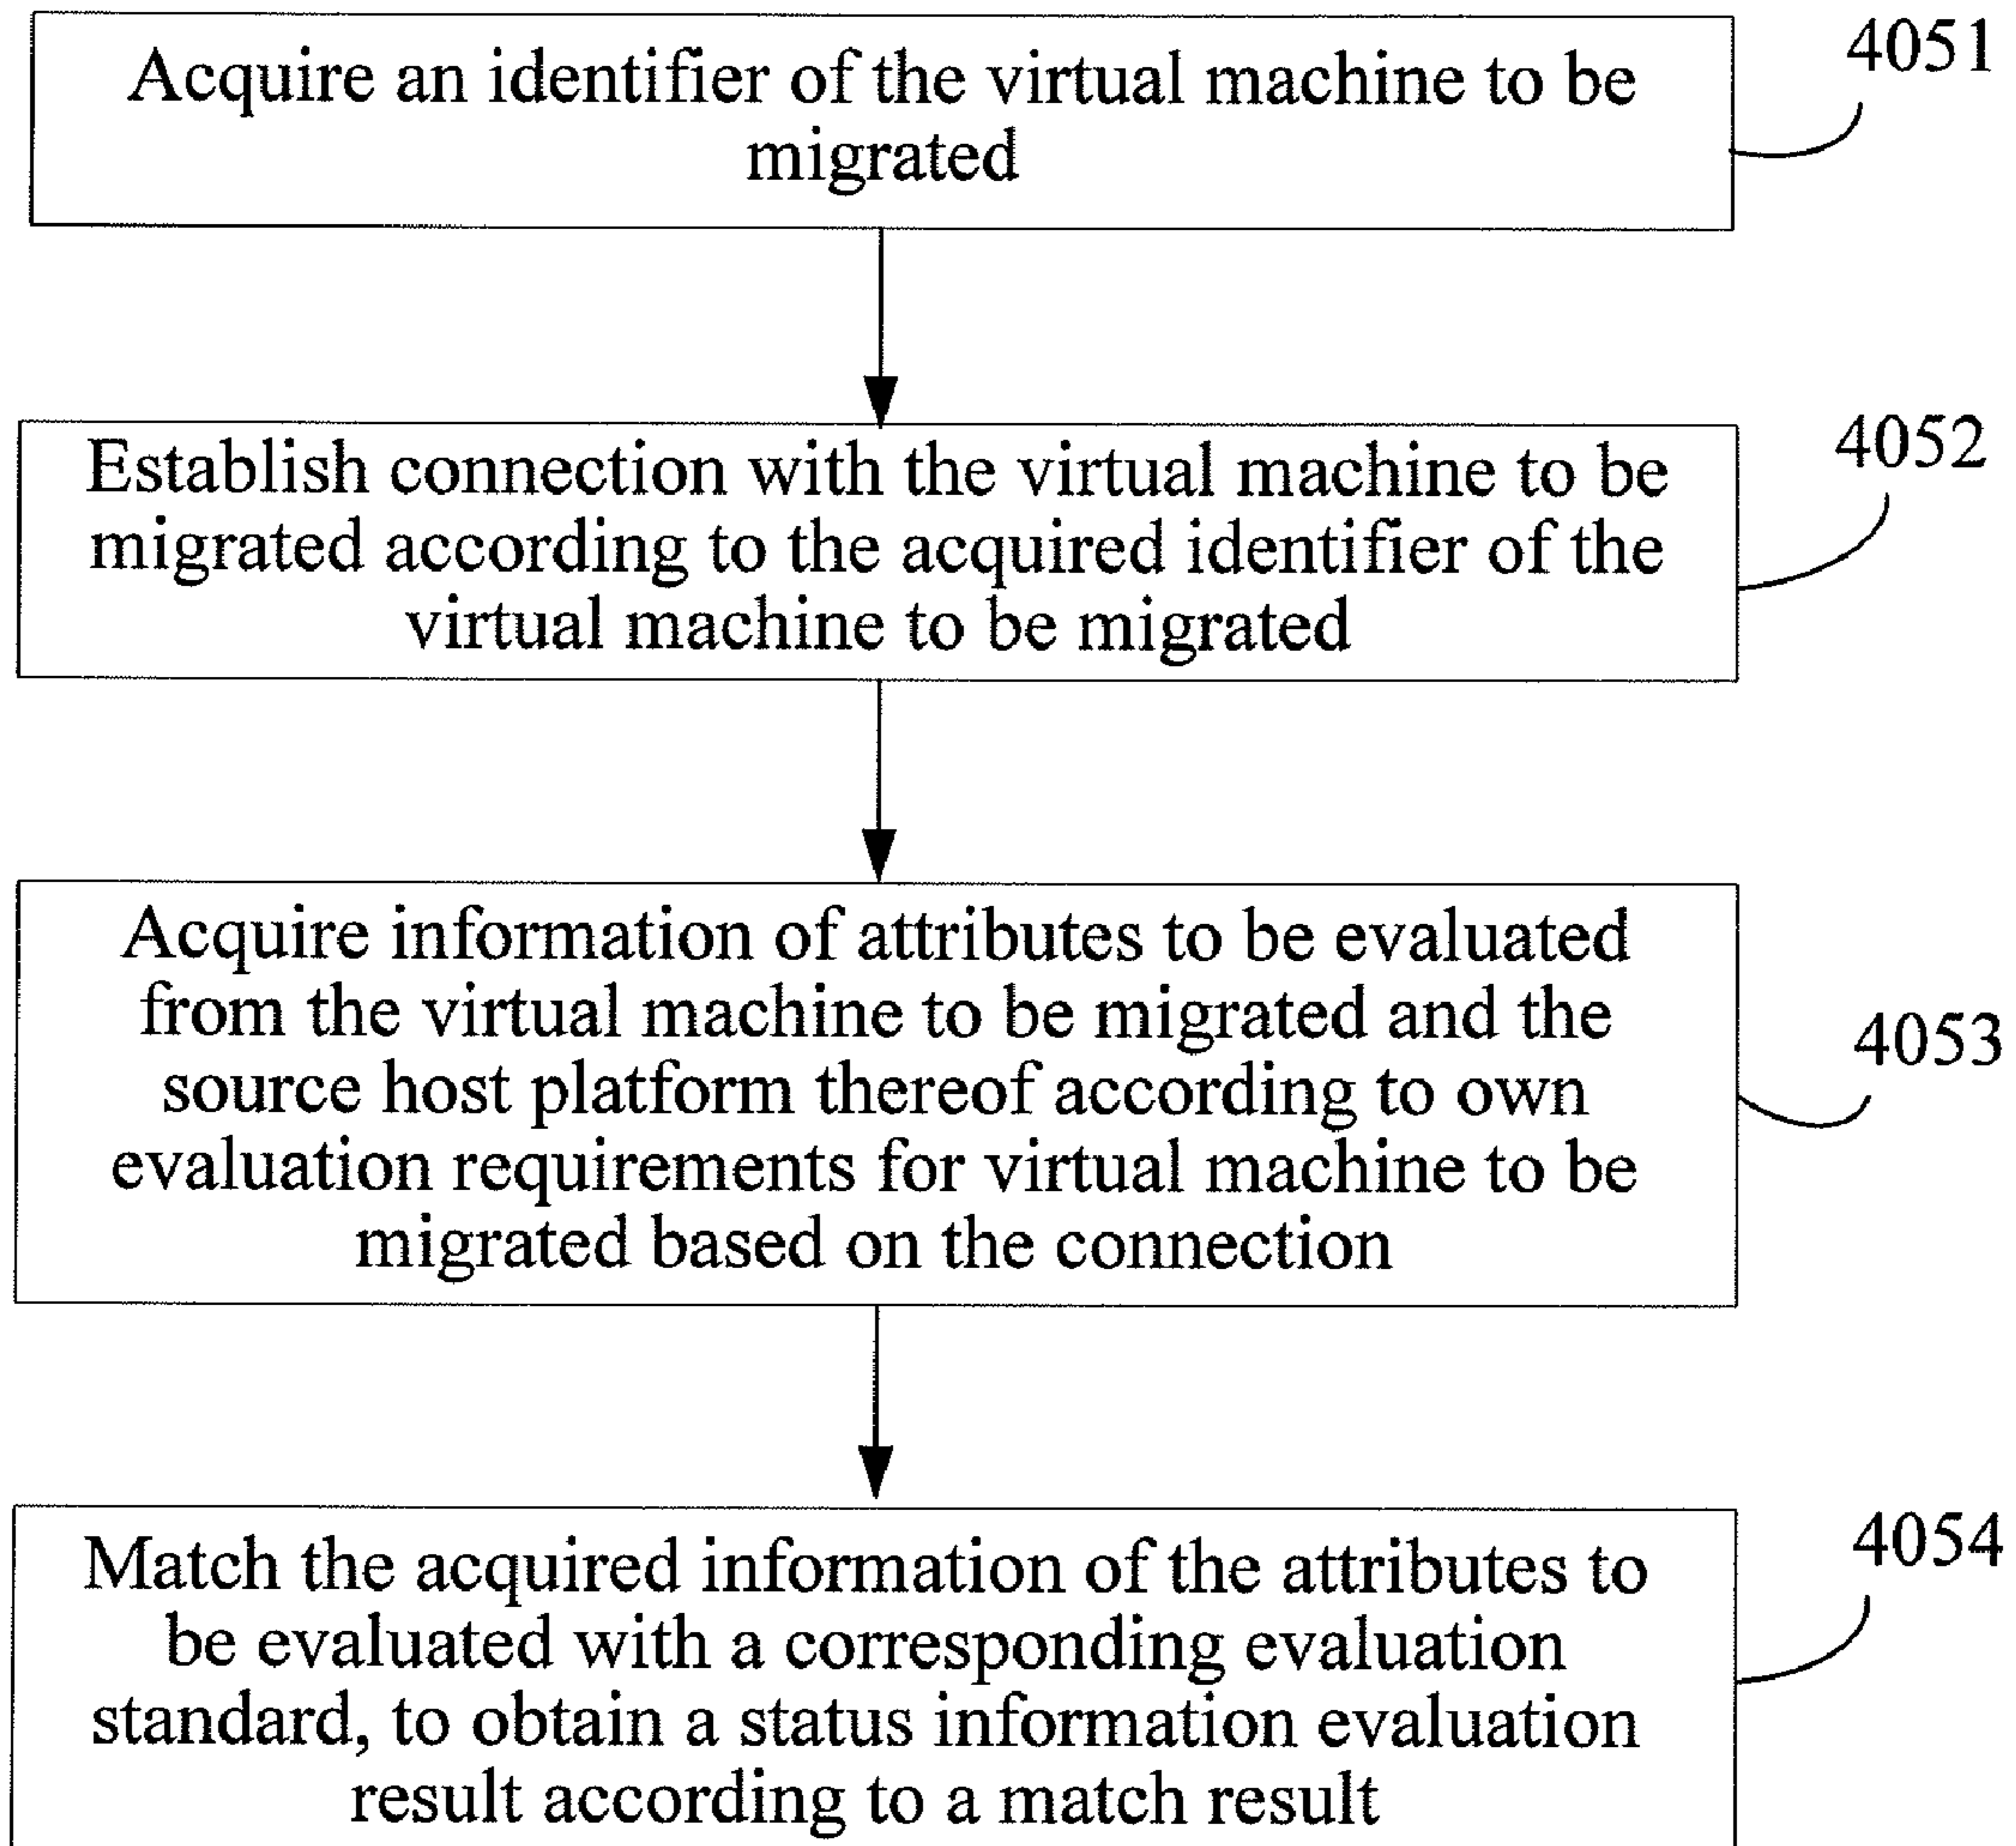 Acquire an identifier of the virtual machine to be
migrated
4051
Establish connection with the virtual machine to be
migrated according to the acquired identifier of the
virtual machine to be migrated
4052
Acquire information of attributes to be evaluated
from the virtual machine to be migrated and the
source host platform thereof according to own
evaluation requirements for virtual machine to be
migrated based on the connection
4053
Match the acquired information of the attributes to
be evaluated with a corresponding evaluation
standard, to obtain a status information evaluation
result according to a match result
4054